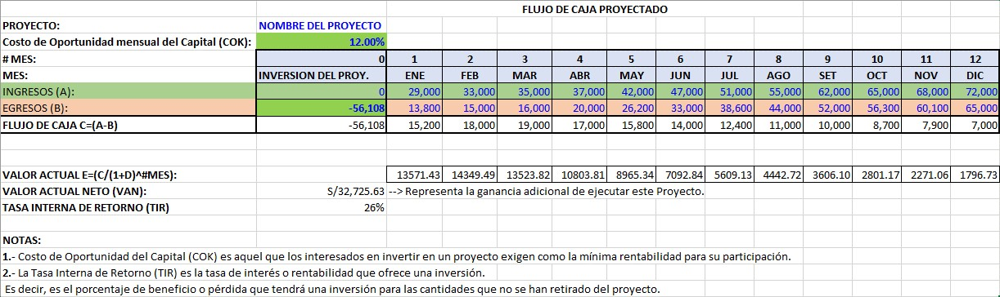 FLUJO DE CAJA PROYECTADO
PROYECTO: NOMBRE DEL PROYECTO
Costo de Oportunidad mensual del Capital (COK): 12.00%
# MES: 0 1 2 3 4 5 6 7 8 9 10 11 12
MES: INVERSION DEL PROY. ENE FEB MAR ABR MAY JUN JUL AGO SET OCT NOV DIC
INGRESOS (A): 0 29,000 33,000 35,000 37,000 42,000 47,000 51,000 55,000 62,000 65,000 68,000 72,000
EGRESOS (B): -56,108 13,800 15,000 16,000 20,000 26,200 33,000 38,600 44,000 52,000 56,300 60,100 65,000
FLUJO DE CAJA C=(A-B) -56,108 15,200 18,000 19,000 17,000 15,800 14,000 12,400 11,000 10,000 8,700 7,900 7,000
VALOR ACTUAL E=(C/(1+D)^#MES): 13571.43 14349.49 13523.82 10803.81 8965.34 7092.84 5609.13 4442.72 3606.10 2801.17 2271.06 1796.73
VALOR ACTUAL NETO (VAN): S/32,725.63 --> Representa la ganancia adicional de ejecutar este Proyecto.
TASA INTERNA DE RETORNO (TIR) 26%
NOTAS:
1.- Costo de Oportunidad del Capital (COK) es aquel que los interesados en invertir en un proyecto exigen como la mínima rentabilidad para su participación.
2.- La Tasa Interna de Retorno (TIR) es la tasa de interés o rentabilidad que ofrece una inversión.
Es decir, es el porcentaje de beneficio o pérdida que tendrá una inversión para las cantidades que no se han retirado del proyecto.